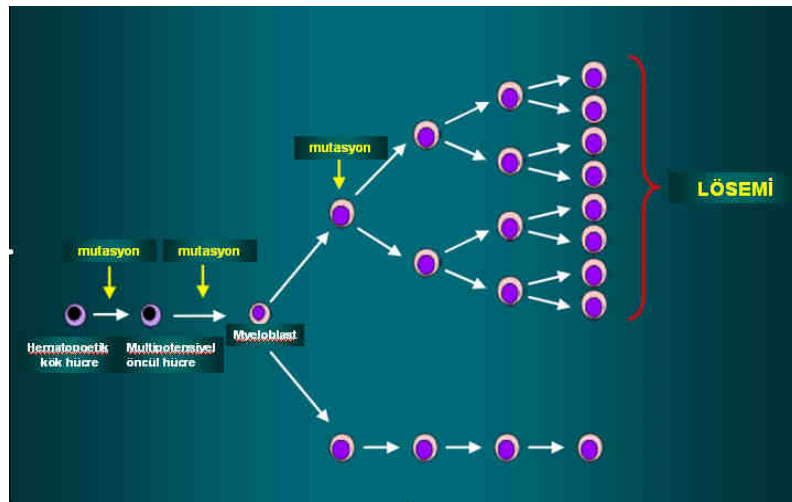 mutasyon
LÖSEMİ
mutasyon
mutasyon
Hematopoetik
kök hücre
Multipotensiyel
öncül hücre
Myeloblast